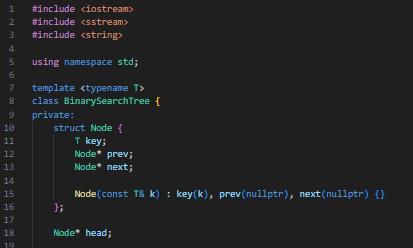 1 #include <iostream>
2 #include <sstream>
3 #include <string>
4
5 using namespace std;
6
7 template <typename T>
8 class BinarySearchTree {
9 private:
10     struct Node {
11         T key;
12         Node* prev;
13         Node* next;
14
15         Node(const T& k) : key(k), prev(nullptr), next(nullptr) {}
16     };
17
18     Node* head;
19